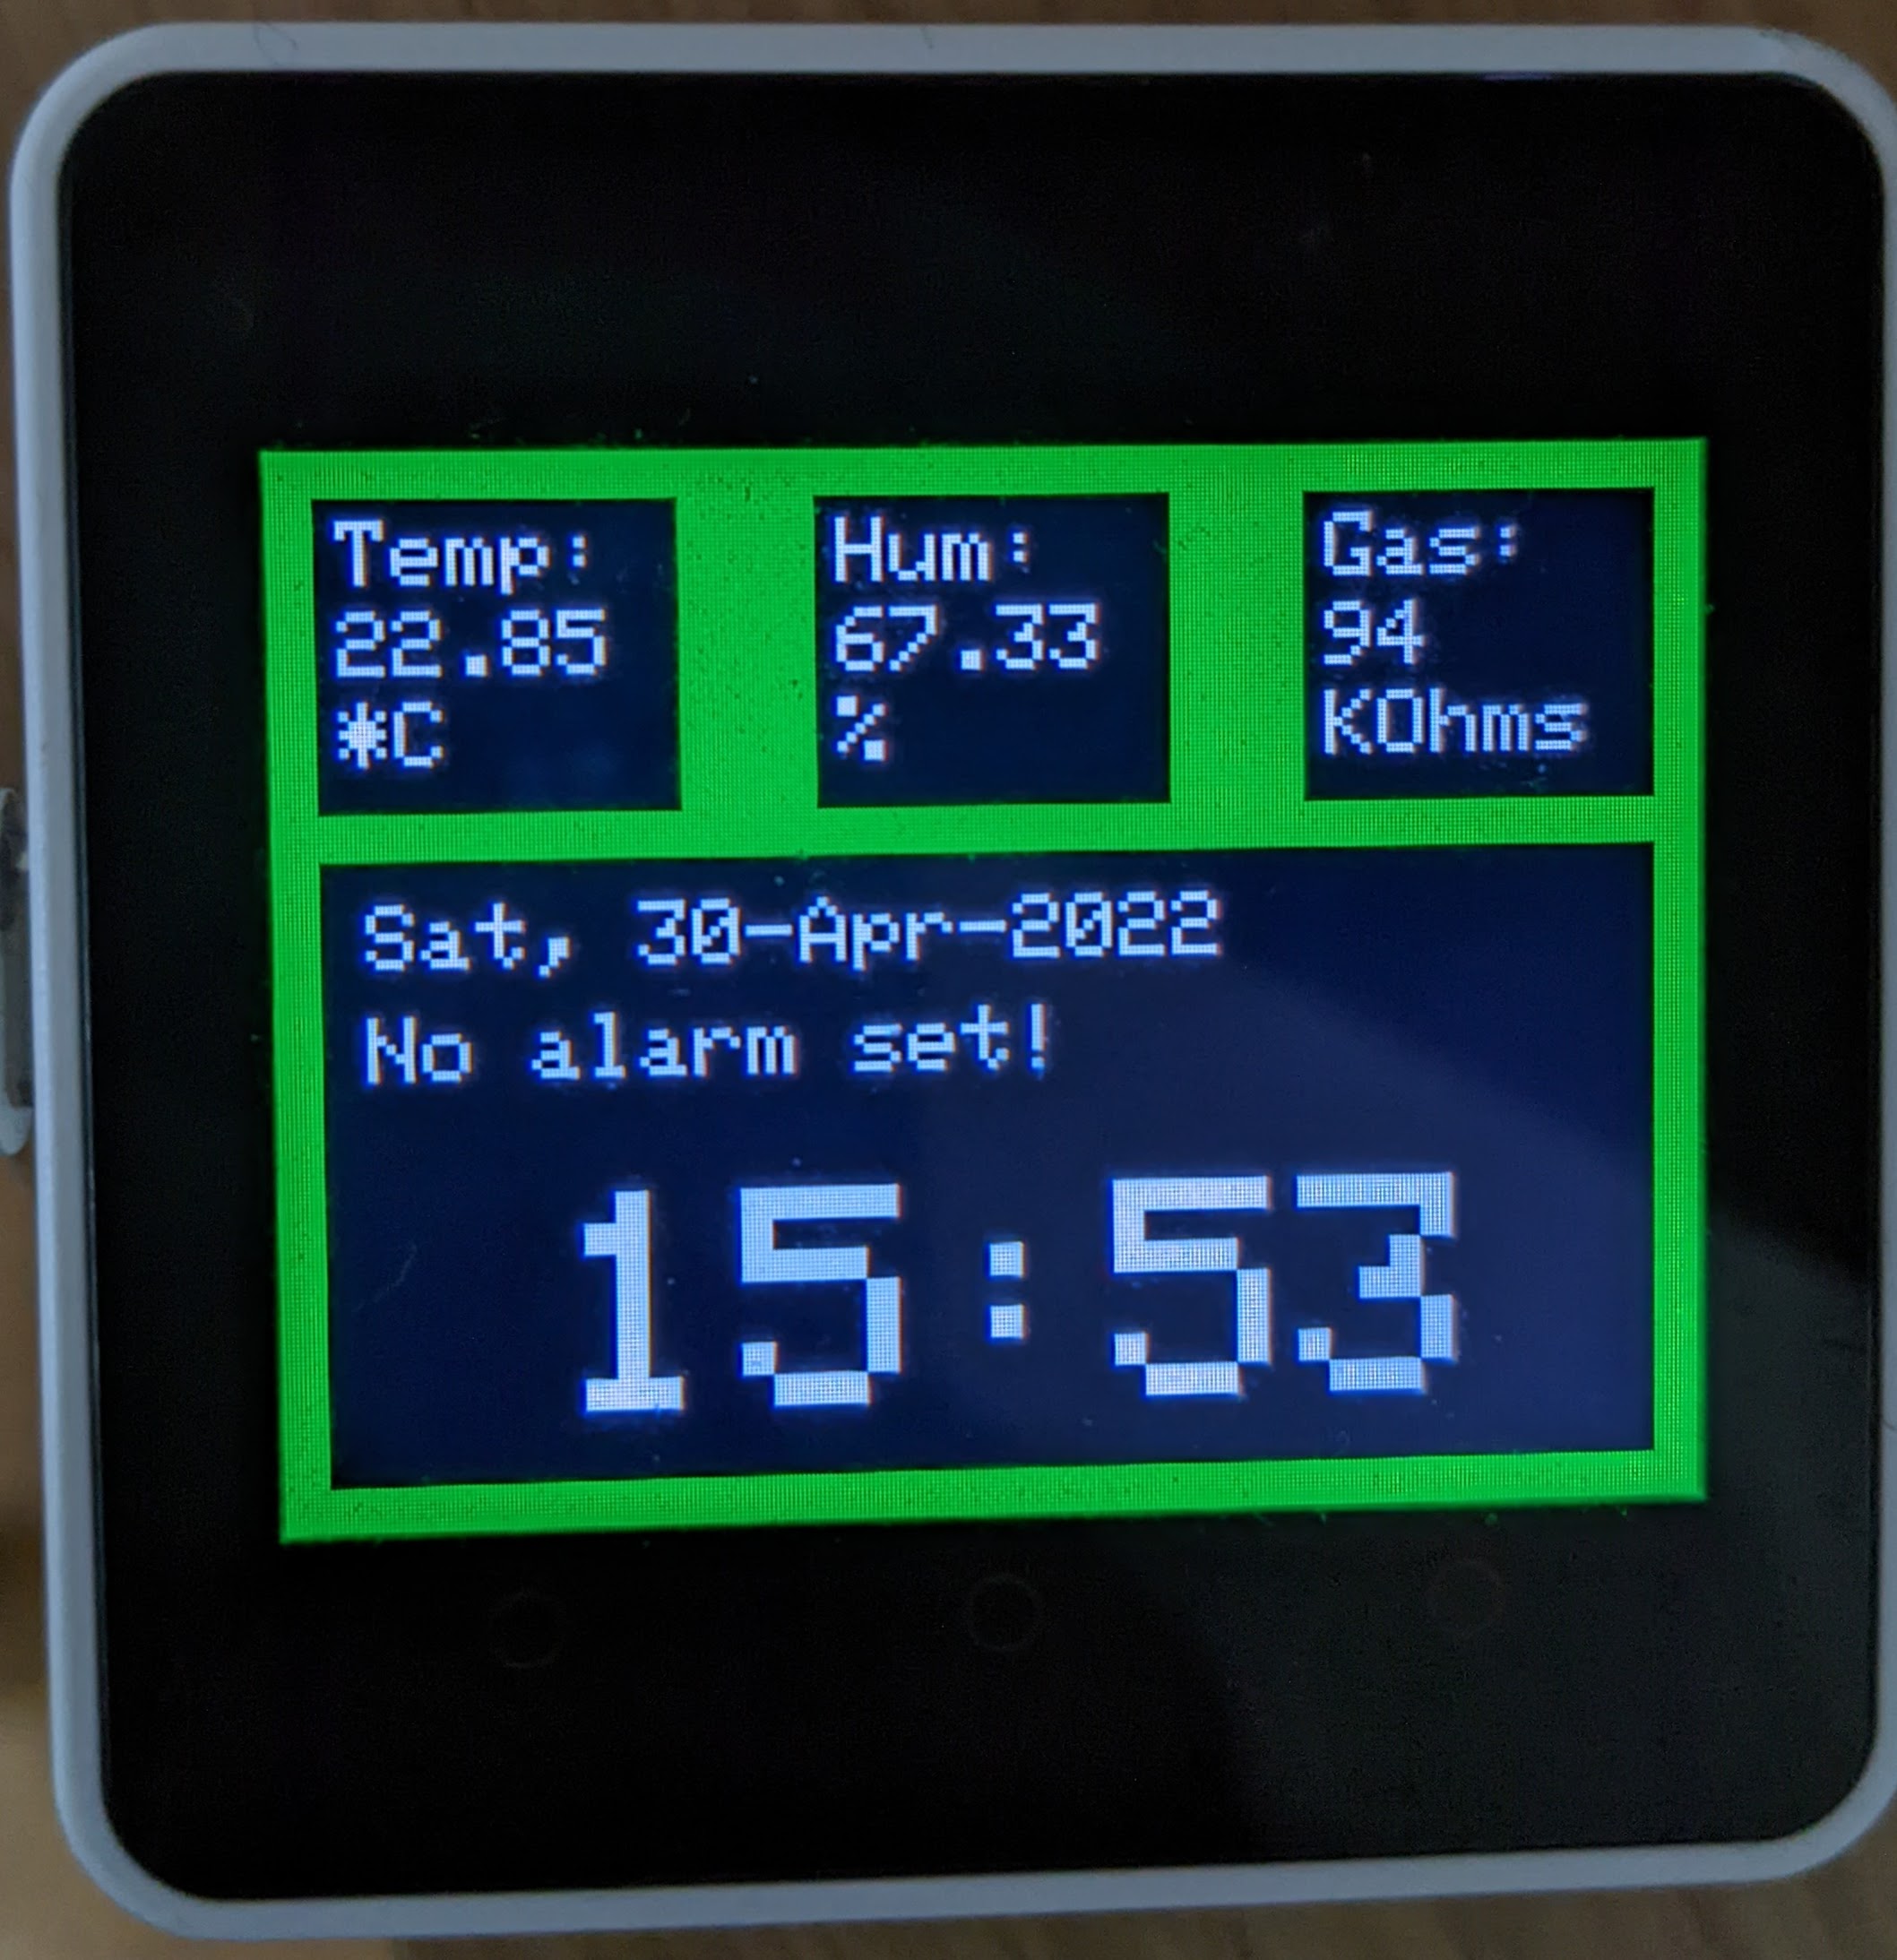 Temp:
22.85
*C
Hum:
67.33
%
Gas:
94
KOhms
Sat, 30-Apr-2022
No alarm set!
15:53